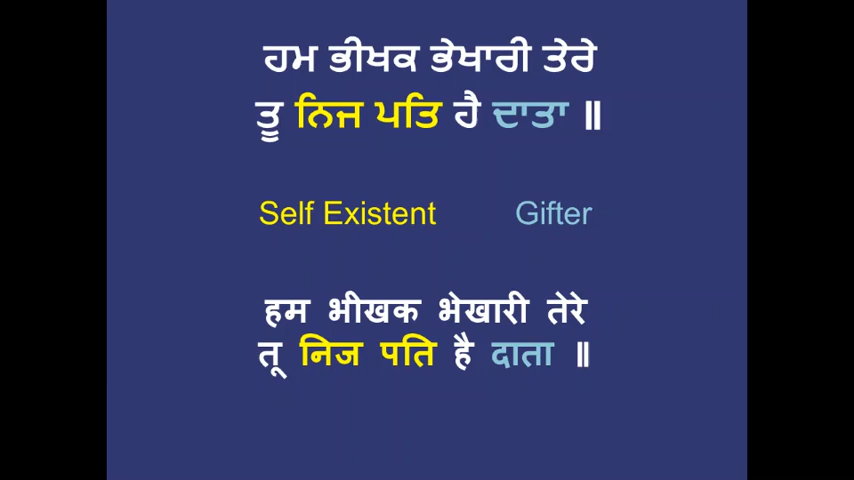 ਹਮ ਭੀਖਕ ਭੇਖਾਰੀ ਤੇਰੇ
ਤੂ ਨਿਜ ਪਤਿ ਹੈ ਦਾਤਾ ॥
Self Existent Gifter
हम भीखक भेखारी तेरे
तू निज पति है दाता ॥